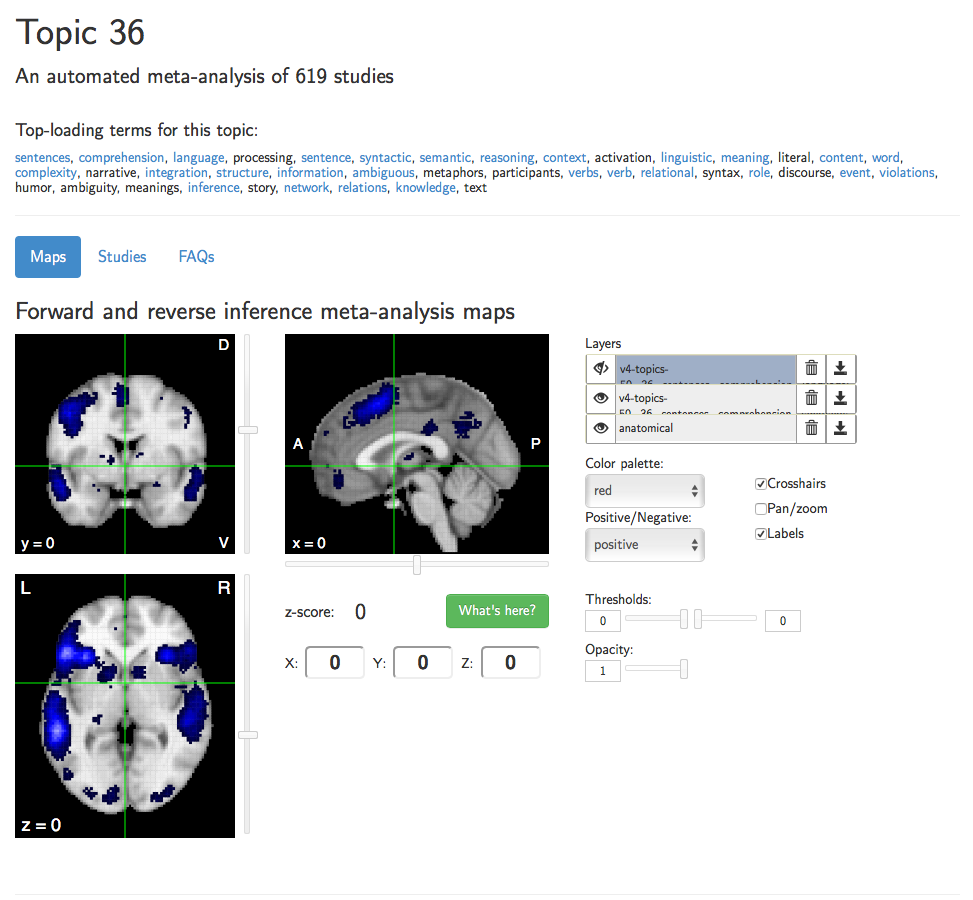 Topic 36
An automated meta-analysis of 619 studies
Top-loading terms for this topic:
sentences, comprehension, language, processing, sentence, syntactic, semantic, reasoning, context, activation, linguistic, meaning, literal, content, word,
complexity, narrative, integration, structure, information, ambiguous, metaphors, participants, verbs, verb, relational, syntax, role, discourse, event, violations,
humor, ambiguity, meanings, inference, story, network, relations, knowledge, text
Maps Studies FAQs
Forward and reverse inference meta-analysis maps
D
y = 0
V
A
P
x = 0
L
R
z = 0
z-score: 0
What's here?
X: 0 Y: 0 Z: 0
Layers
v4-topics-
v4-topics-
anatomical
Color palette:
red
Positive/Negative:
positive
Crosshairs
Pan/zoom
Labels
Thresholds:
0 0
Opacity:
1